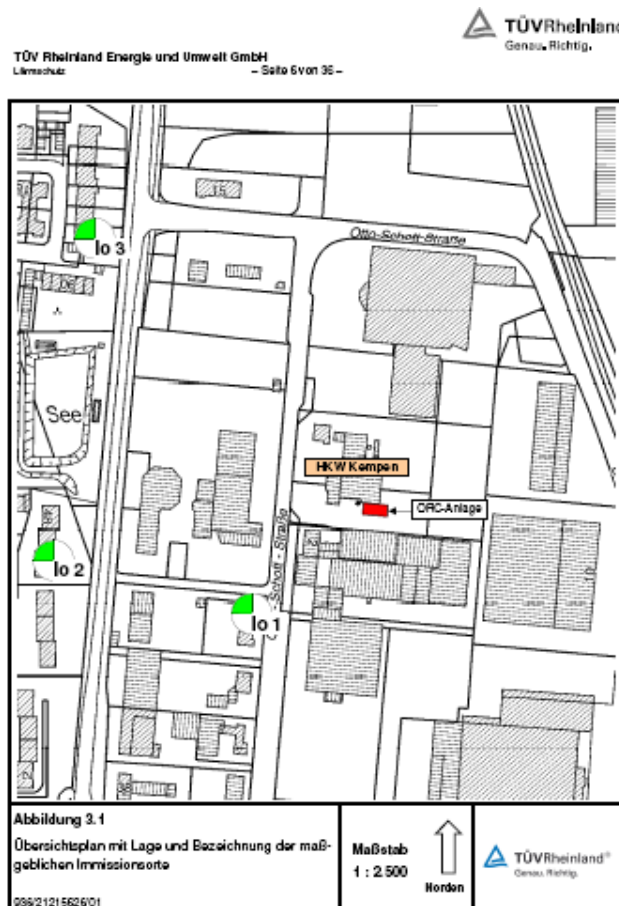 TÜVRheinland
Genau. Richtig.
TÜV Rheinland Energie und Umwelt GmbH
Lärmschutz
– Seite 6 von 36 –
15
Otto-Schott-Straße
Io 3
See
HKW Kempen
ORC-Anlage
Io 2
- Schott - Straße
Io 1
Abbildung 3.1
Übersichtsplan mit Lage und Bezeichnung der maß-
geblichen Immissionsorte
936/21215626/01
Maßstab
1 : 2 500
Norden
TÜVRheinland®
Genau. Richtig.